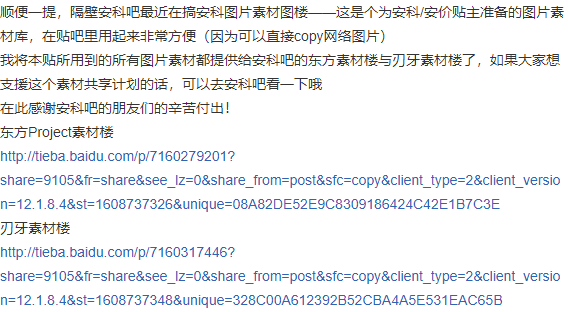 顺便一提，隔壁安科吧最近在搞安科图片素材图楼——这是个为安科/安价贴主准备的图片素
材库，在贴吧里用起来非常方便（因为可以直接copy网络图片）
我将本贴所用到的所有图片素材都提供给安科吧的东方素材楼与刃牙素材楼了，如果大家想
支援这个素材共享计划的话，可以去安科吧看一下哦
在此感谢安科吧的朋友们的辛苦付出！
东方Project素材楼
http://tieba.baidu.com/p/7160279201?
share=9105&fr=share&see_lz=0&share_from=post&sfc=copy&client_type=2&client_versio
n=12.1.8.4&st=1608737326&unique=08A82DE52E9C8309186424C42E1B7C3E
刃牙素材楼
http://tieba.baidu.com/p/7160317446?
share=9105&fr=share&see_lz=0&share_from=post&sfc=copy&client_type=2&client_versio
n=12.1.8.4&st=1608737348&unique=328C00A612392B52CBA4A5E531EAC65B